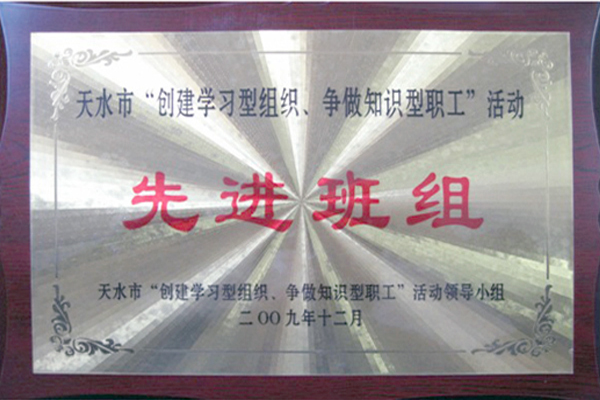 天水市“创建学习型组织、争做知识型职工”活动
先进班组
天水市“创建学习型组织、争做知识型职工”活动领导小组
二OO九年十二月